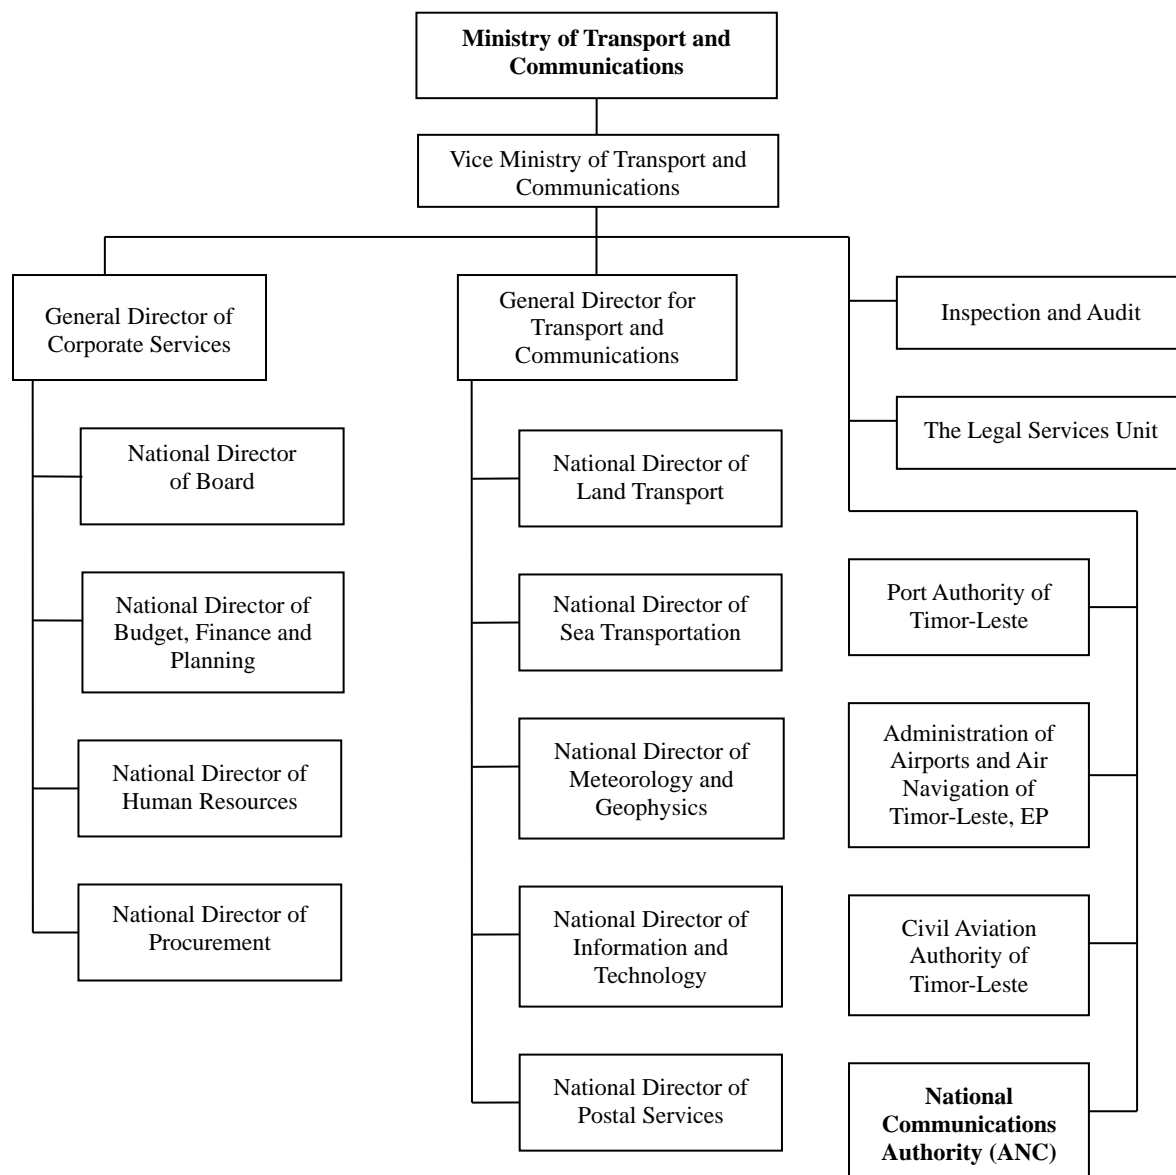 Ministry of Transport and
Communications
Vice Ministry of Transport and
Communications
General Director of
Corporate Services
National Director
of Board
National Director of
Budget, Finance and
Planning
National Director of
Human Resources
National Director of
Procurement
General Director for
Transport and
Communications
National Director of
Land Transport
National Director of
Sea Transportation
National Director of
Meteorology and
Geophysics
National Director of
Information and
Technology
National Director of
Postal Services
Inspection and Audit
The Legal Services Unit
Port Authority of
Timor-Leste
Administration of
Airports and Air
Navigation of
Timor-Leste, EP
Civil Aviation
Authority of
Timor-Leste
National
Communications
Authority (ANC)